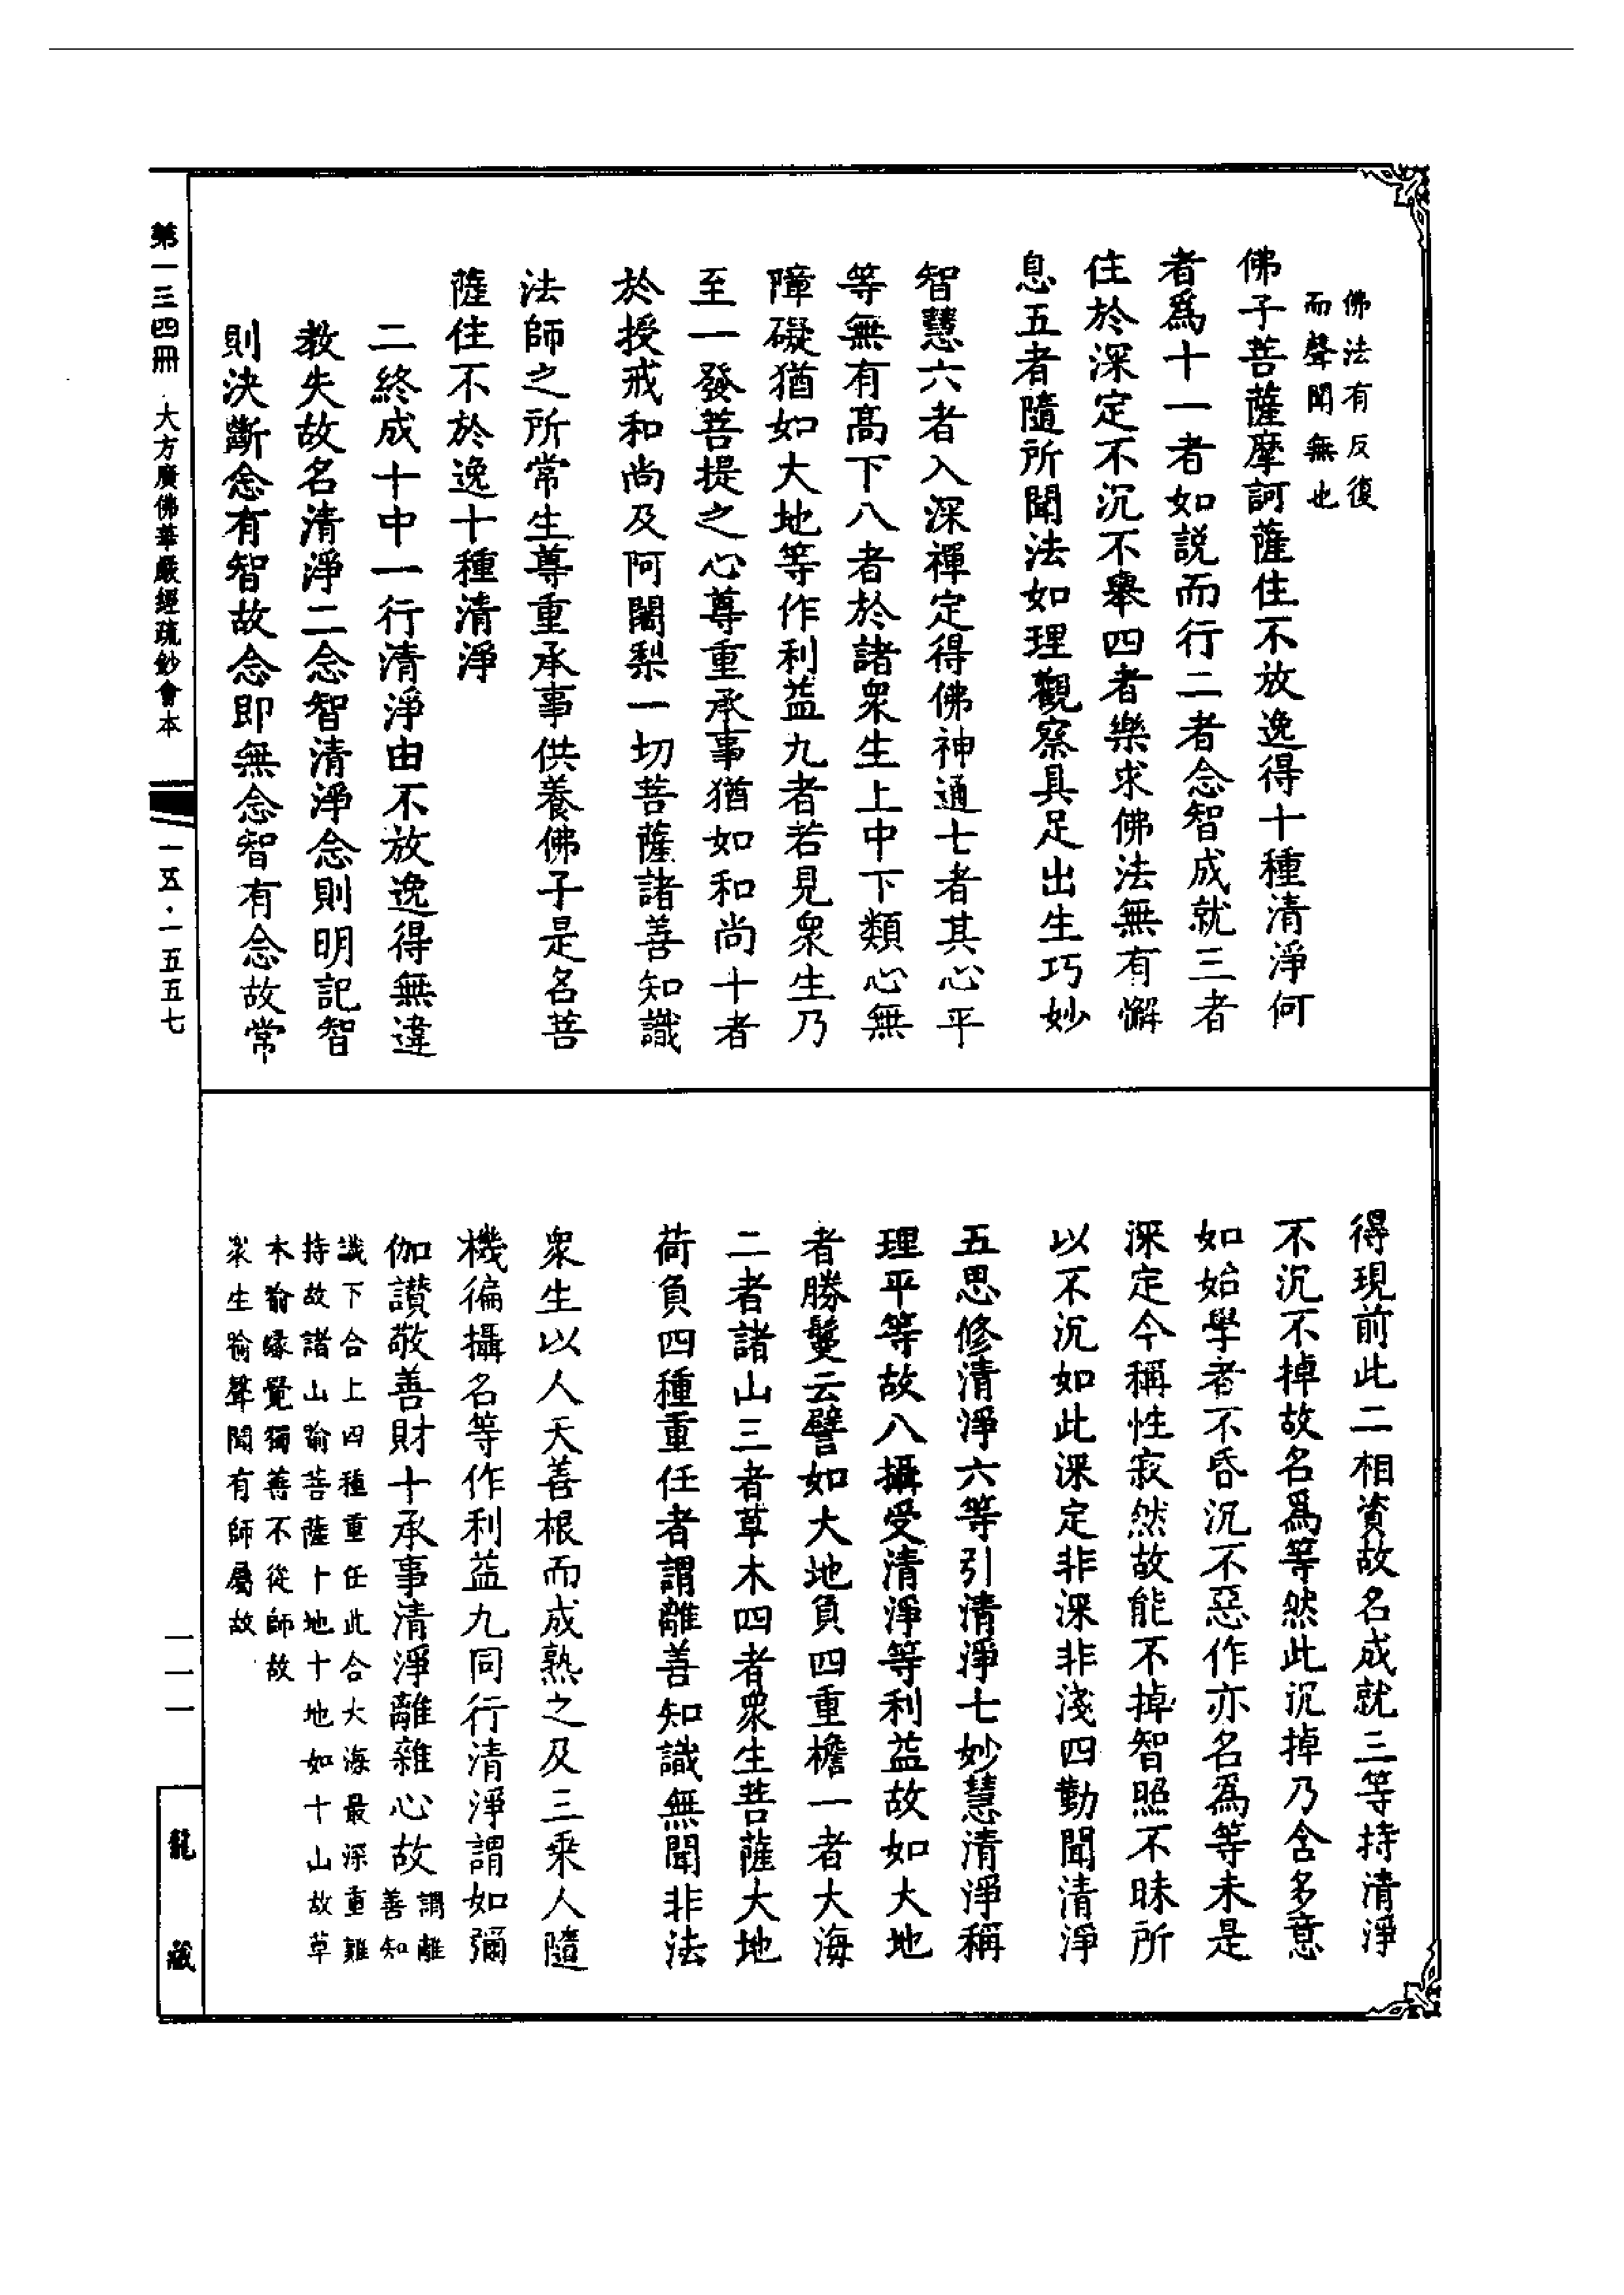 佛法有反復
而聲聞無也
佛子菩薩摩訶薩住不放逸得十種清淨何
者爲十一者如説而行二者念智成就三者
住於深定不沉不舉四者樂求佛法無有懈
息五者隨所聞法如理觀察具足出生巧妙
智慧六者入深禪定得佛神通七者其心平
等無有高下八者於諸衆生上中下類心無
障礙猶如大地等作利益九者若見衆生乃
至一發菩提之心尊重承事猶如和尚十者
於授戒和尚及阿闍梨一切菩薩諸善知識
法師之所常生尊重承事供養佛子是名菩
薩住不放逸十種清淨
二終成十中一行清淨由不放逸得無違
教失故名清淨二念智清淨念則明記智
則決斷念有智故念即無念智有念故常
得現前此二相資故名成就三等持清淨
不沉不掉故名爲等然此沉掉乃含多意
如始學者不昏沉不惡作亦名爲等未是
深定今稱性寂然故能不掉智照不昧所
以不沉如此深定非深非淺四勤聞清淨
五思修清淨六等引清淨七妙慧清淨稱
理平等故八攝受清淨等利益故如大地
者勝鬘云譬如大地負四重檐一者大海
二者諸山三者草木四者衆生菩薩大地
荷負四種重任者謂離善知識無聞非法
衆生以人天善根而成熟之及三乘人隨
機徧攝名等作利益九同行清淨謂如彌
伽讃敬善財十承事清淨離雜心故謂離
善知
識下合上四種重任此合大海最深重難
持故諸山喻菩薩十地十地如十山故草
木喻緣覺獨善不從師故
衆生喻聲聞有師屬故
第一三四冊 大方廣佛華嚴經疏鈔會本
一五·一五五七
一一一
龍藏